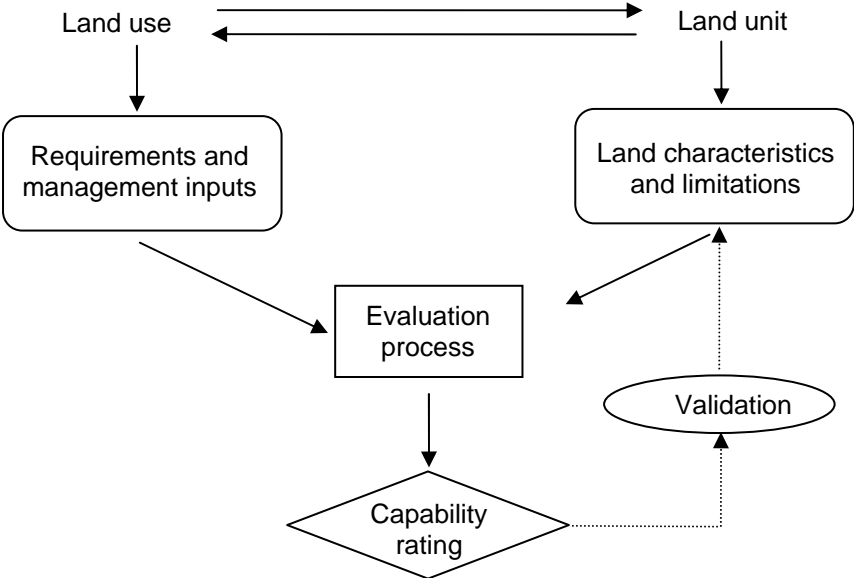 Land use
Land unit
Requirements and
management inputs
Land characteristics
and limitations
Evaluation
process
Validation
Capability
rating